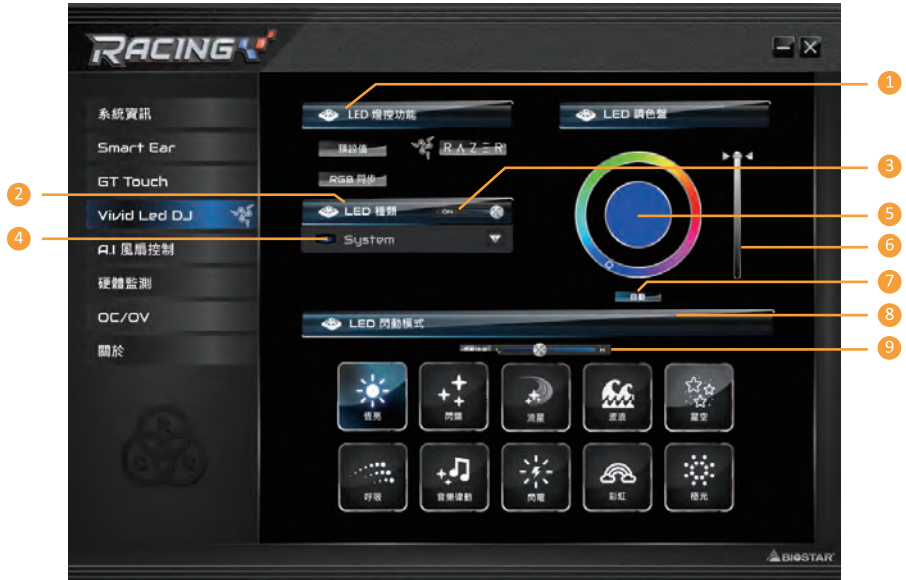 RACING
1
系統資訊
Smart Ear
GT Touch
Vivid Led DJ
A.I 風扇控制
硬體監測
OC/OV
關於
LED 燈控功能
預設值
RAZER
RGB 同步
2
LED 種類
ON
3
4
System
LED 調色盤
5
6
自動
7
LED 閃動模式
8
9
恆亮
閃爍
流星
波浪
星空
呼吸
音樂律動
閃電
彩虹
極光
R
G
B
BIOSTAR